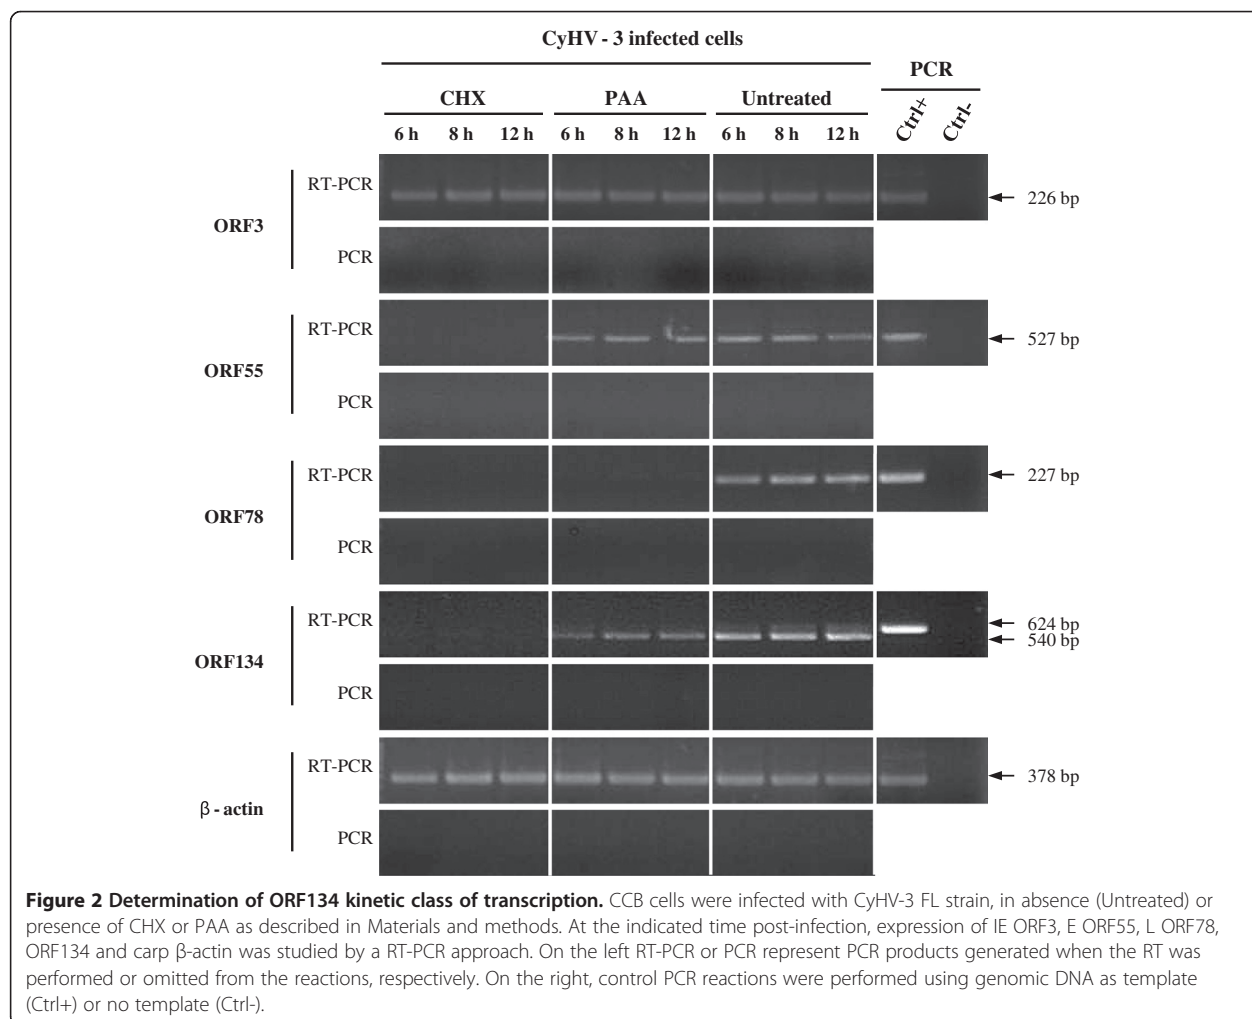 CyHV - 3 infected cells
PCR
CHX PAA Untreated
Ctrl+ Ctrl-
6 h 8 h 12 h 6 h 8 h 12 h 6 h 8 h 12 h
RT-PCR
226 bp
ORF3
PCR
RT-PCR
527 bp
ORF55
PCR
RT-PCR
227 bp
ORF78
PCR
RT-PCR
624 bp
540 bp
ORF134
PCR
RT-PCR
378 bp
β - actin
PCR
Figure 2 Determination of ORF134 kinetic class of transcription. CCB cells were infected with CyHV-3 FL strain, in absence (Untreated) or
presence of CHX or PAA as described in Materials and methods. At the indicated time post-infection, expression of IE ORF3, E ORF55, L ORF78,
ORF134 and carp β-actin was studied by a RT-PCR approach. On the left RT-PCR or PCR represent PCR products generated when the RT was
performed or omitted from the reactions, respectively. On the right, control PCR reactions were performed using genomic DNA as template
(Ctrl+) or no template (Ctrl-).